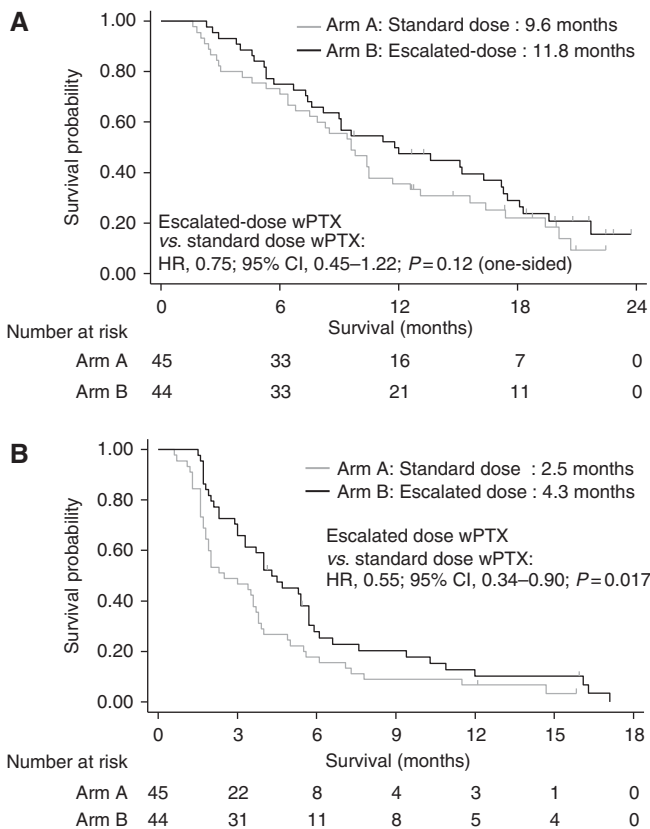 A
Arm A: Standard dose : 9.6 months
Arm B: Escalated-dose : 11.8 months
Survival probability
1.00
0.80
0.60
0.40
0.20
0.00
Escalated-dose wPTX
vs. standard dose wPTX:
HR, 0.75; 95% CI, 0.45–1.22; P = 0.12 (one-sided)
0 6 12 18 24
Survival (months)
Number at risk
Arm A 45 33 16 7 0
Arm B 44 33 21 11 0
B
Arm A: Standard dose : 2.5 months
Arm B: Escalated dose : 4.3 months
Survival probability
1.00
0.80
0.60
0.40
0.20
0.00
Escalated dose wPTX
vs. standard dose wPTX:
HR, 0.55; 95% CI, 0.34–0.90; P = 0.017
0 3 6 9 12 15 18
Survival (months)
Number at risk
Arm A 45 22 8 4 3 1 0
Arm B 44 31 11 8 5 4 0